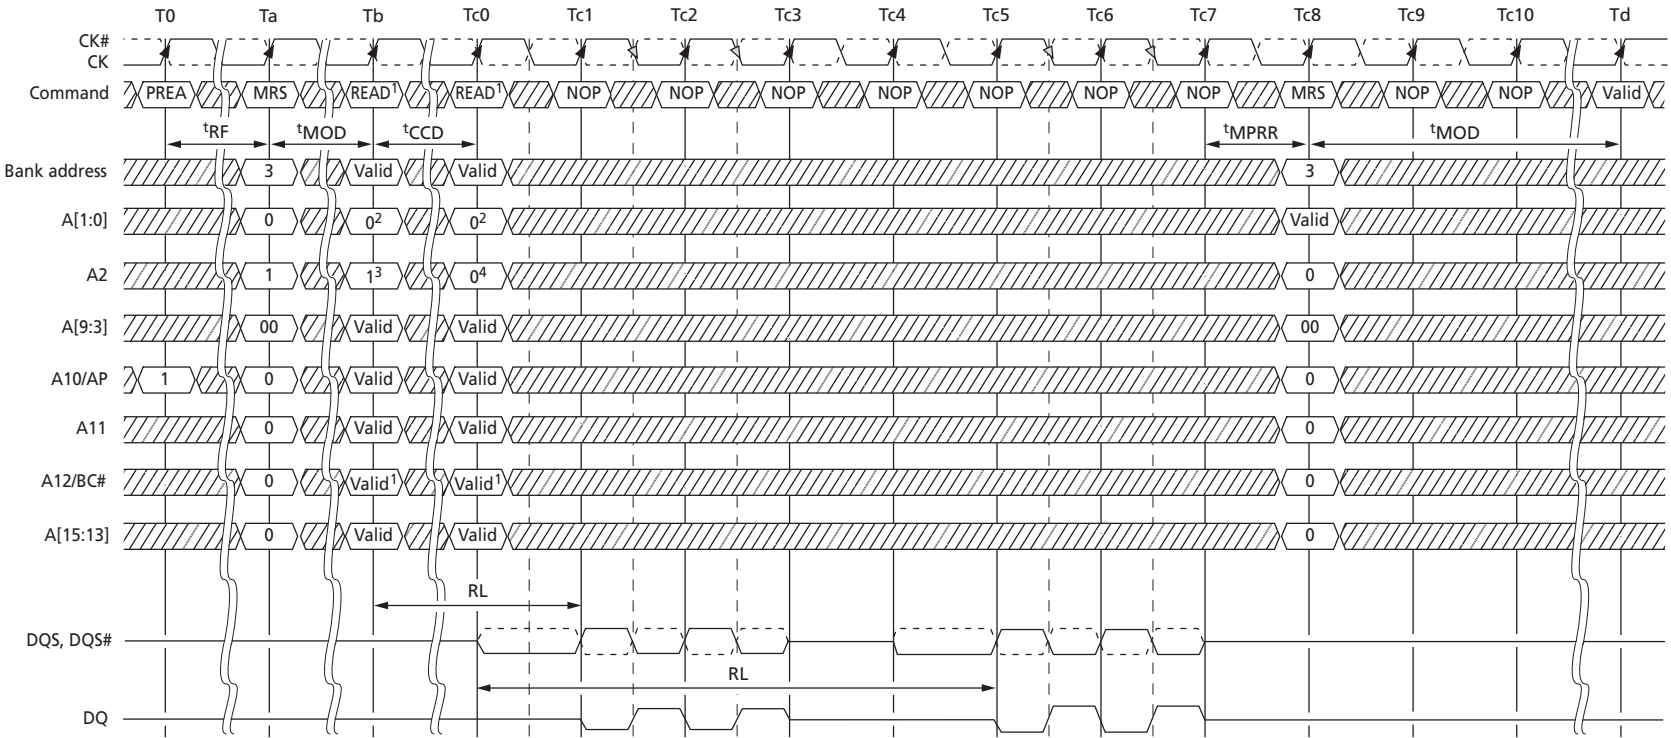 T0 Ta Tb Tc0 Tc1 Tc2 Tc3 Tc4 Tc5 Tc6 Tc7 Tc8 Tc9 Tc10 Td
CK#
CK
Command PREA MRS READ1 READ1 NOP NOP NOP NOP NOP NOP NOP MRS NOP NOP Valid
tRF tMOD tCCD tMPRR tMOD
Bank address 3 Valid Valid 3
A[1:0] 0 02 02 Valid
A2 1 13 04 0
A[9:3] 00 Valid Valid 00
A10/AP 1 0 Valid Valid 0
A11 0 Valid Valid 0
A12/BC# 0 Valid1 Valid1 0
A[15:13] 0 Valid Valid 0
RL
DQS, DQS#
RL
DQ